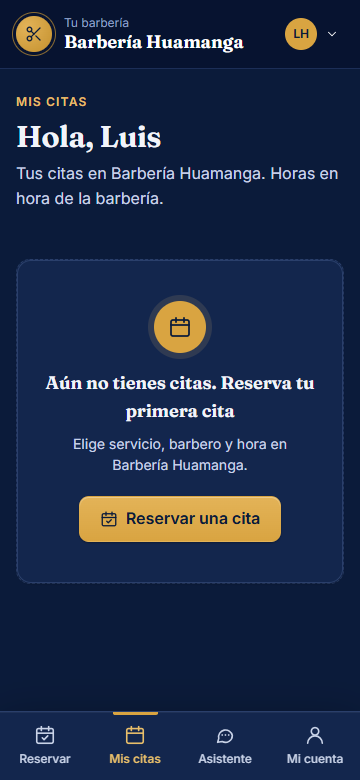 Tu barbería
Barbería Huamanga
LH
MIS CITAS
Hola, Luis
Tus citas en Barbería Huamanga. Horas en
hora de la barbería.
Aún no tienes citas. Reserva tu
primera cita
Elige servicio, barbero y hora en
Barbería Huamanga.
Reservar una cita
Reservar
Mis citas
Asistente
Mi cuenta